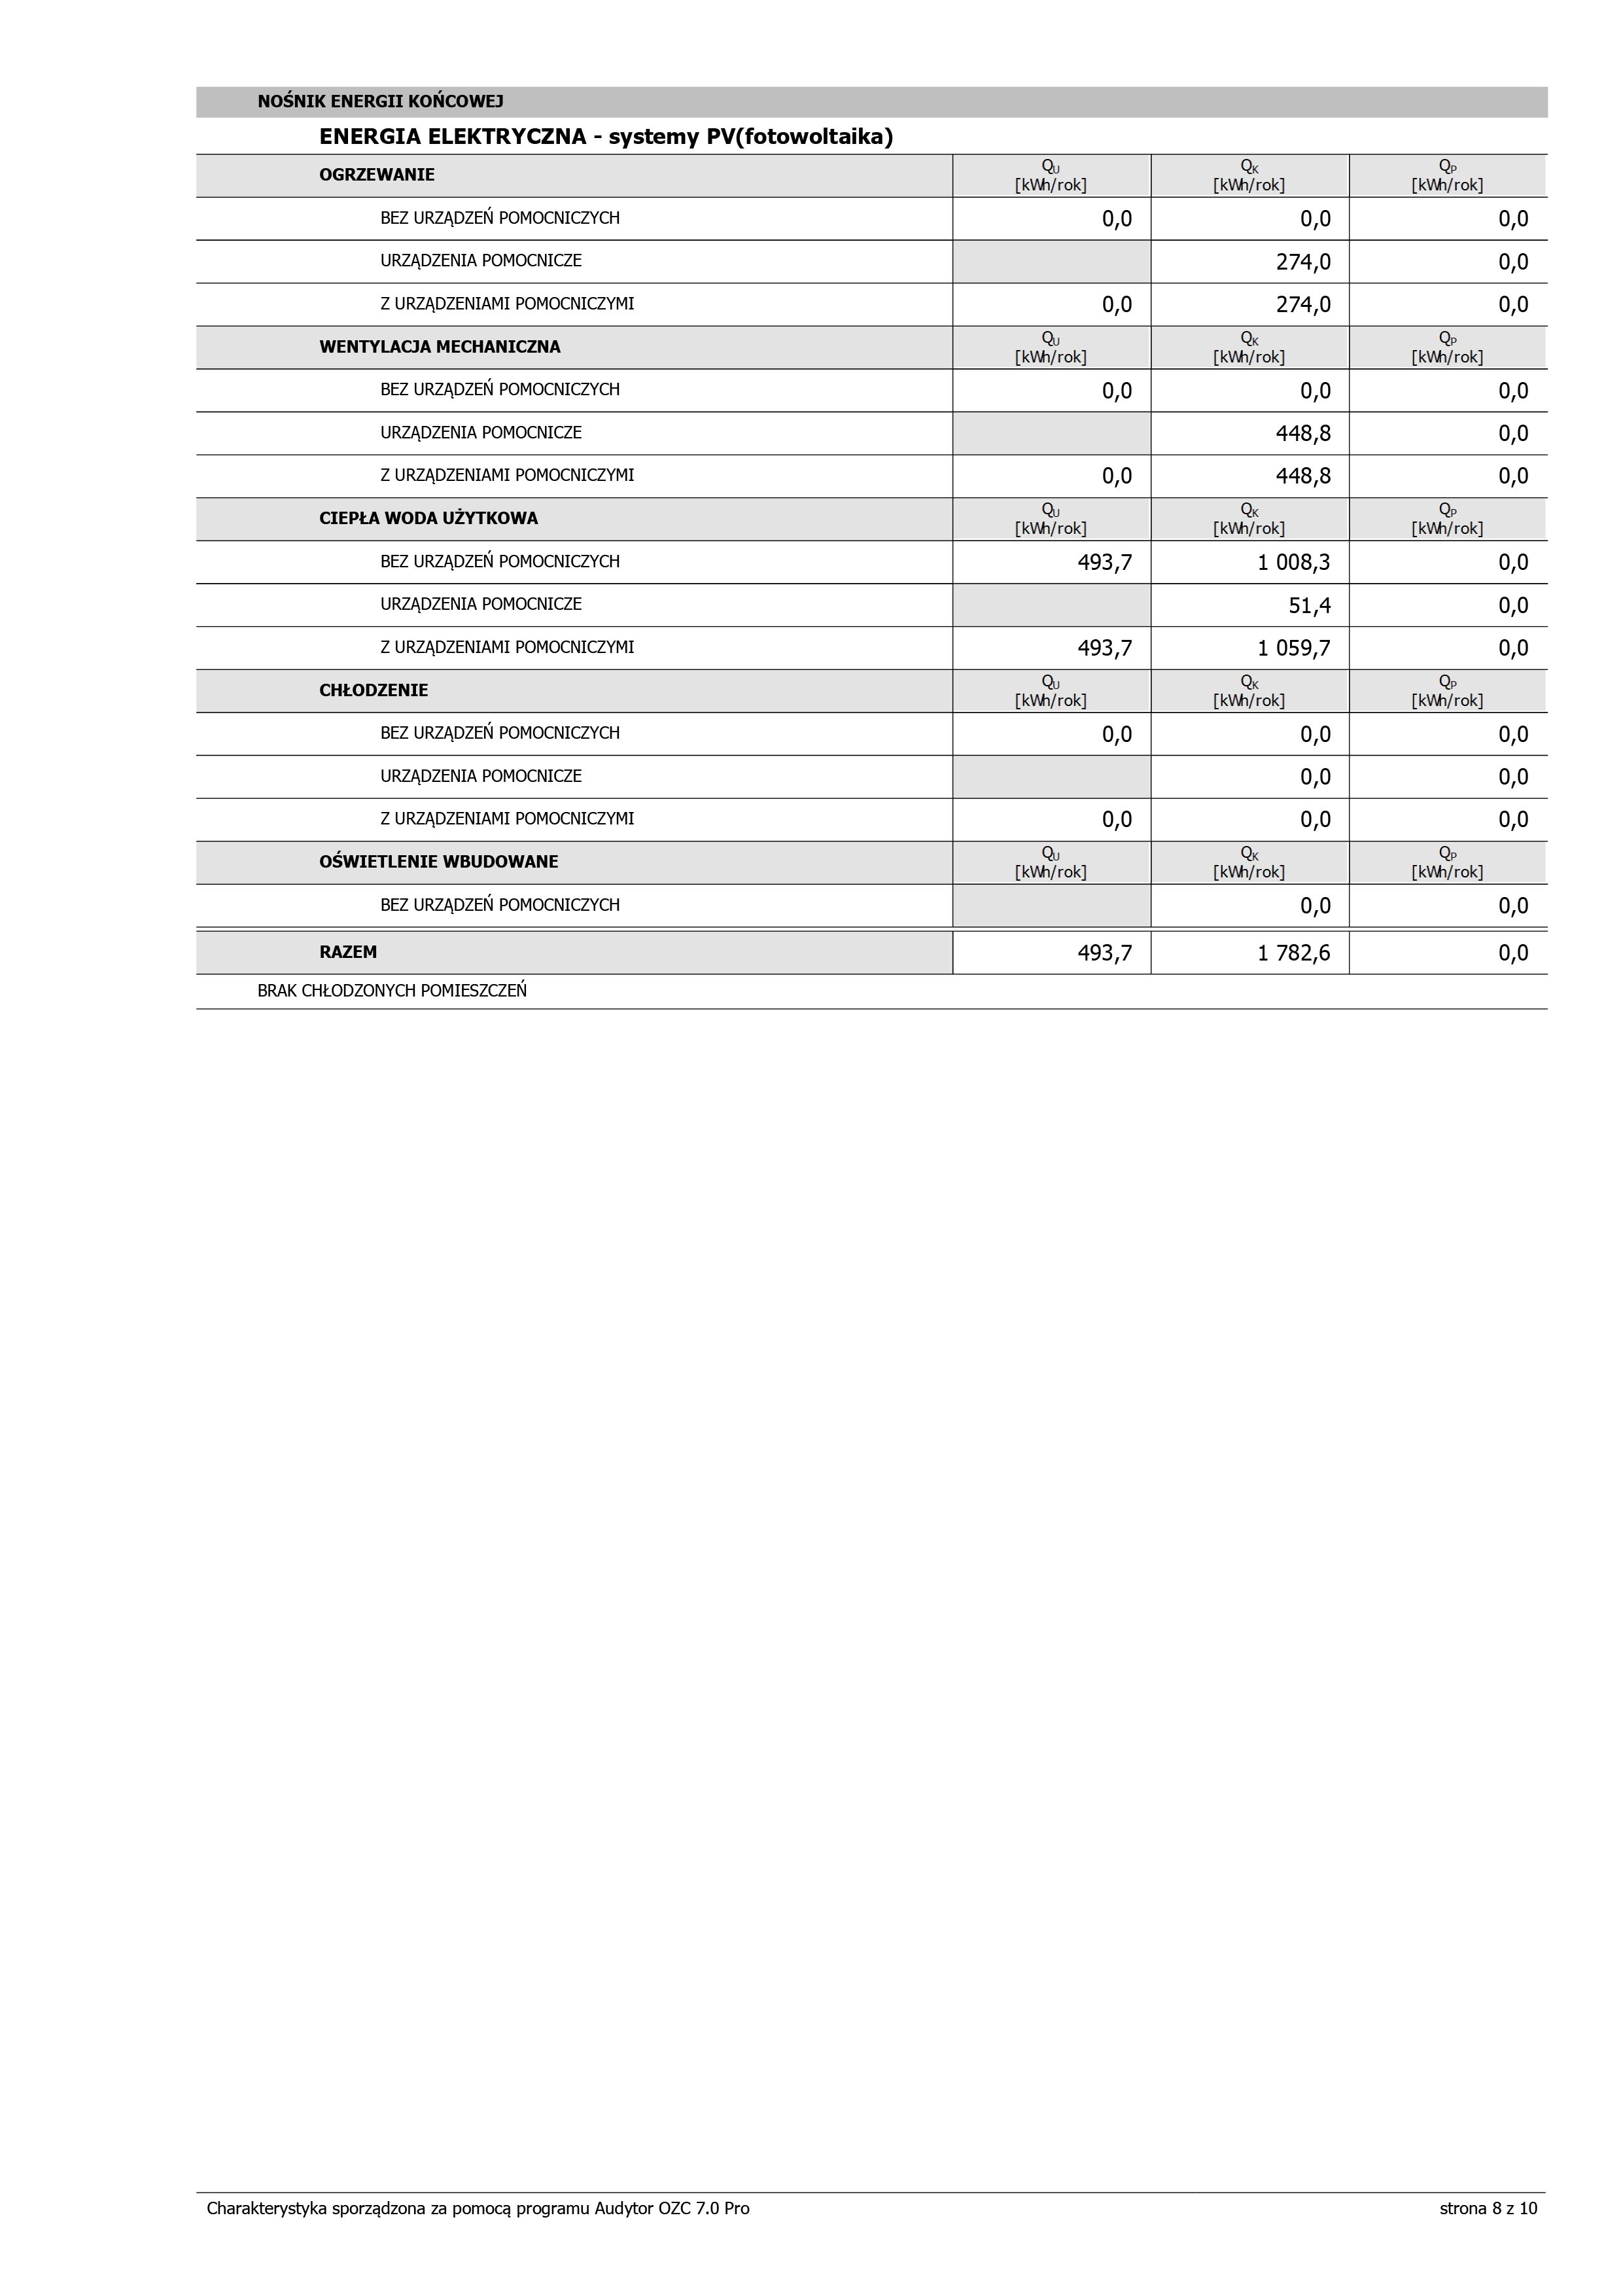 NOŚNIK ENERGII KOŃCOWEJ
ENERGIA ELEKTRYCZNA - systemy PV(fotowoltaika)
OGRZEWANIE QU [kWh/rok] QK [kWh/rok] QP [kWh/rok]
BEZ URZĄDZEŃ POMOCNICZYCH 0,0 0,0 0,0
URZĄDZENIA POMOCNICZE 274,0 0,0
Z URZĄDZENIAMI POMOCNICZYMI 0,0 274,0 0,0
WENTYLACJA MECHANICZNA QU [kWh/rok] QK [kWh/rok] QP [kWh/rok]
BEZ URZĄDZEŃ POMOCNICZYCH 0,0 0,0 0,0
URZĄDZENIA POMOCNICZE 448,8 0,0
Z URZĄDZENIAMI POMOCNICZYMI 0,0 448,8 0,0
CIEPŁA WODA UŻYTKOWA QU [kWh/rok] QK [kWh/rok] QP [kWh/rok]
BEZ URZĄDZEŃ POMOCNICZYCH 493,7 1 008,3 0,0
URZĄDZENIA POMOCNICZE 51,4 0,0
Z URZĄDZENIAMI POMOCNICZYMI 493,7 1 059,7 0,0
CHŁODZENIE QU [kWh/rok] QK [kWh/rok] QP [kWh/rok]
BEZ URZĄDZEŃ POMOCNICZYCH 0,0 0,0 0,0
URZĄDZENIA POMOCNICZE 0,0 0,0
Z URZĄDZENIAMI POMOCNICZYMI 0,0 0,0 0,0
OŚWIETLENIE WBUDOWANE QU [kWh/rok] QK [kWh/rok] QP [kWh/rok]
BEZ URZĄDZEŃ POMOCNICZYCH 0,0 0,0
RAZEM 493,7 1 782,6 0,0
BRAK CHŁODZONYCH POMIESZCZEŃ
Charakterystyka sporządzona za pomocą programu Audytor OZC 7.0 Pro strona 8 z 10